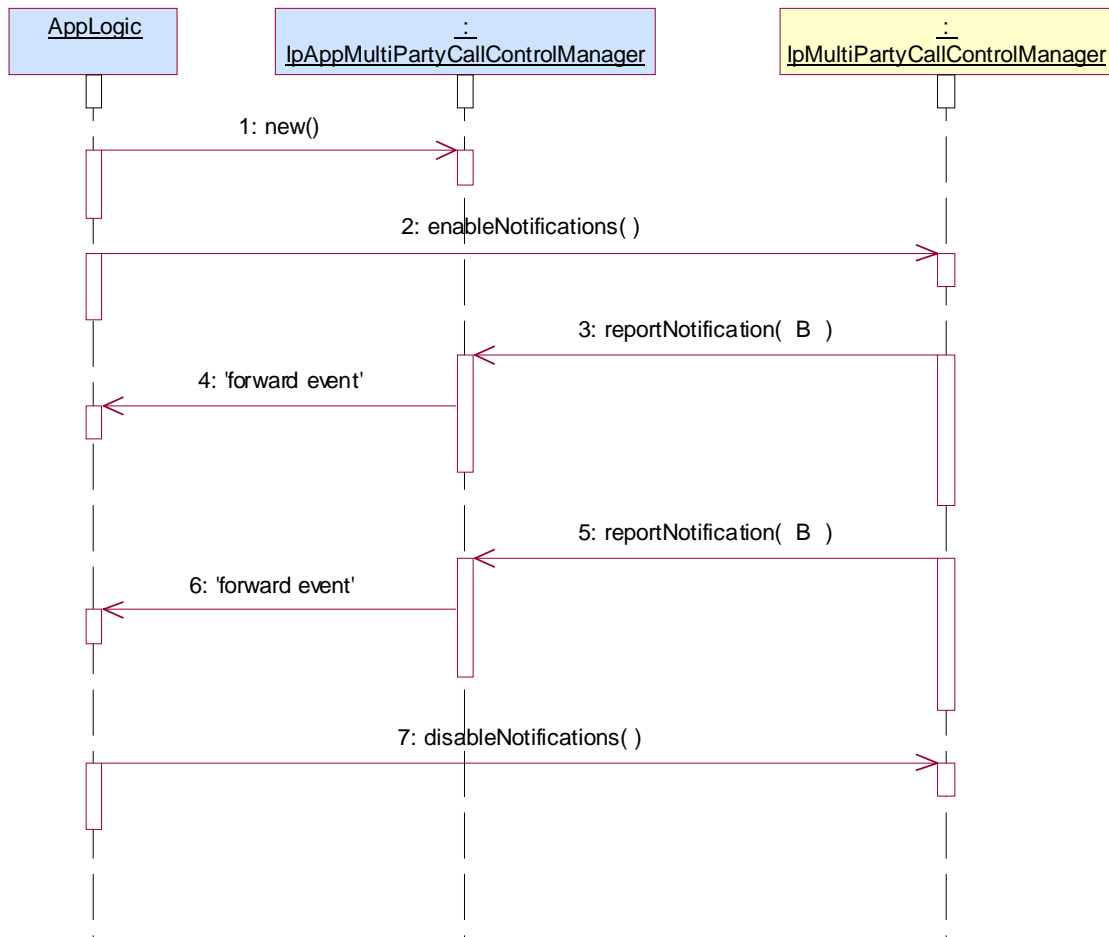 AppLogic
:
IpAppMultiPartyCallControlManager
:
IpMultiPartyCallControlManager
1: new()
2: enableNotifications( )
3: reportNotification(  B  )
4: 'forward event'
5: reportNotification(  B  )
6: 'forward event'
7: disableNotifications( )